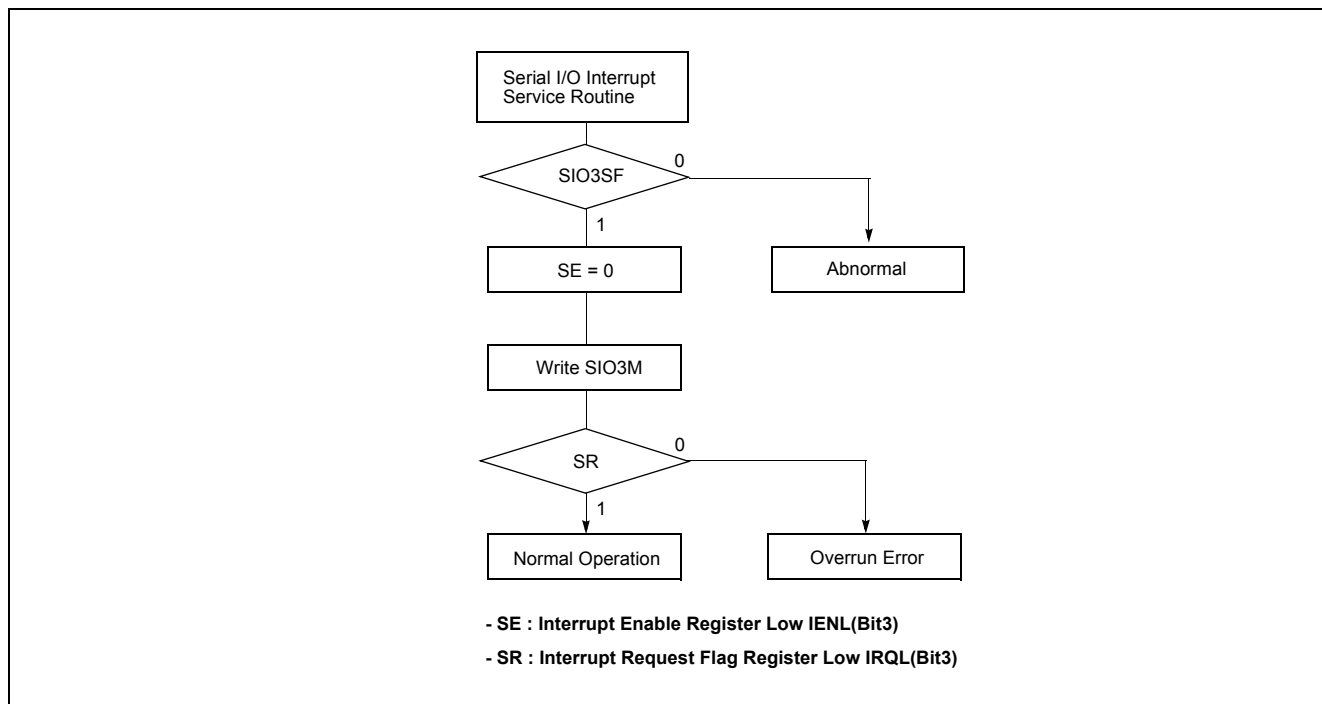 Serial I/O Interrupt
Service Routine
SIO3SF
0
1
SE = 0
Abnormal
Write SIO3M
SR
0
1
Normal Operation
Overrun Error
- SE : Interrupt Enable Register Low IENL(Bit3)
- SR : Interrupt Request Flag Register Low IRQL(Bit3)